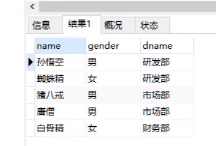 信息 结果1 概况 状态
name gender dname
孙悟空 男 研发部
蜘蛛精 女 研发部
猪八戒 男 市场部
唐僧 男 市场部
白骨精 女 财务部